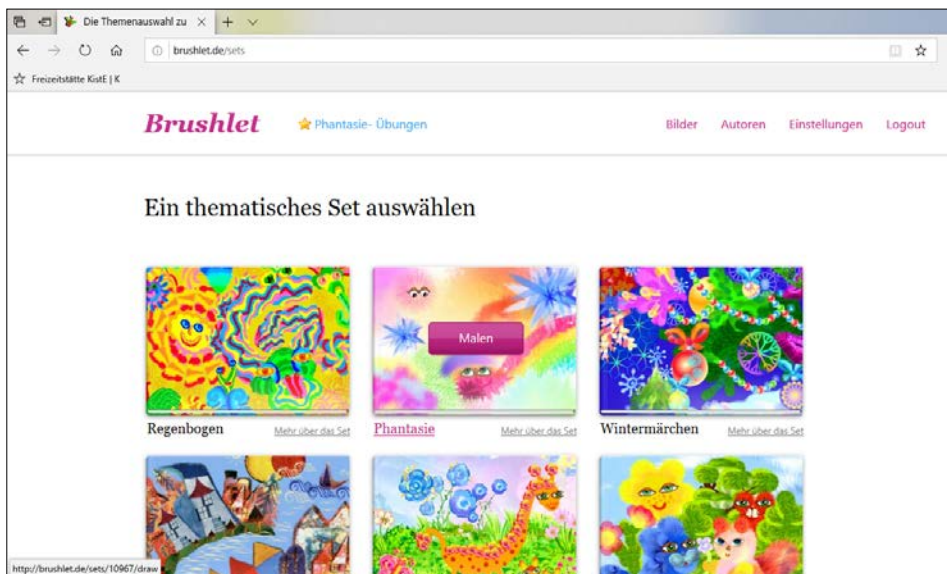 Die Themenauswahl zu
brushlet.de/sets
Freizeitstätte KistE | K
Brushlet
Phantasie- Übungen
Bilder Autoren Einstellungen Logout
Ein thematisches Set auswählen
Malen
Regenbogen Mehr über das Set Phantasie Mehr über das Set Wintermärchen Mehr über das Set
http://brushlet.de/sets/10967/draw